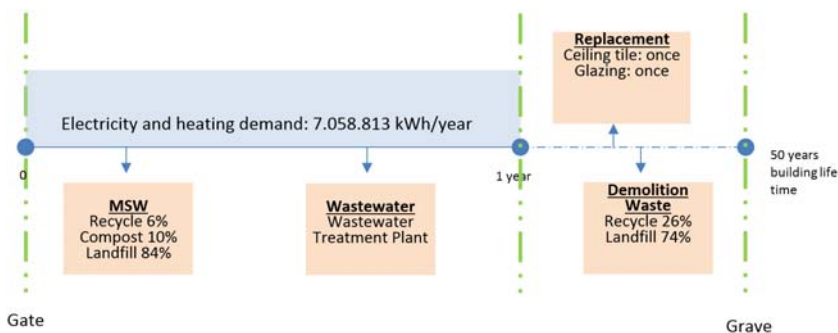 Replacement
Ceiling tile: once
Glazing: once
Electricity and heating demand: 7.058.813 kWh/year
0
1 year
50 years
building life
time
MSW
Recycle 6%
Compost 10%
Landfill 84%
Wastewater
Wastewater
Treatment Plant
Demolition
Waste
Recycle 26%
Landfill 74%
Gate
Grave